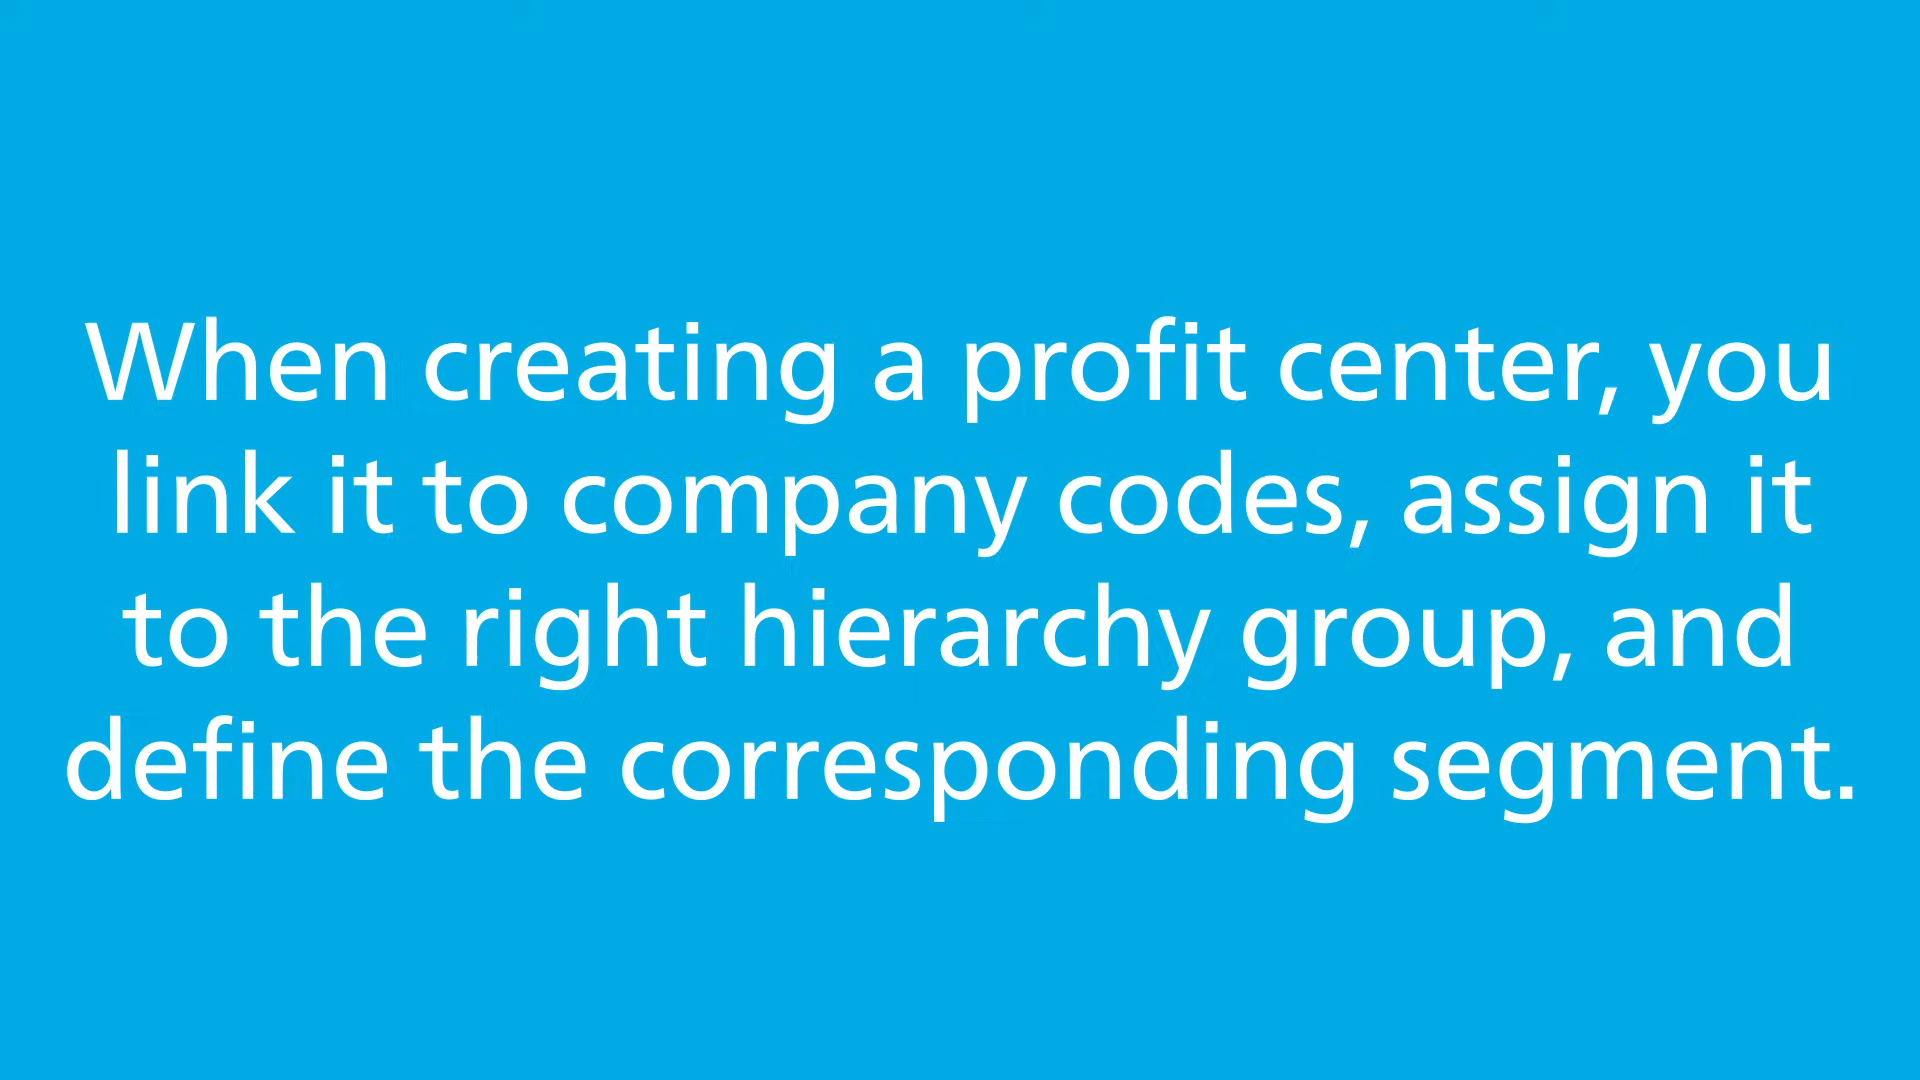 When creating a profit center, you
link it to company codes, assign it
to the right hierarchy group, and
define the corresponding segment.